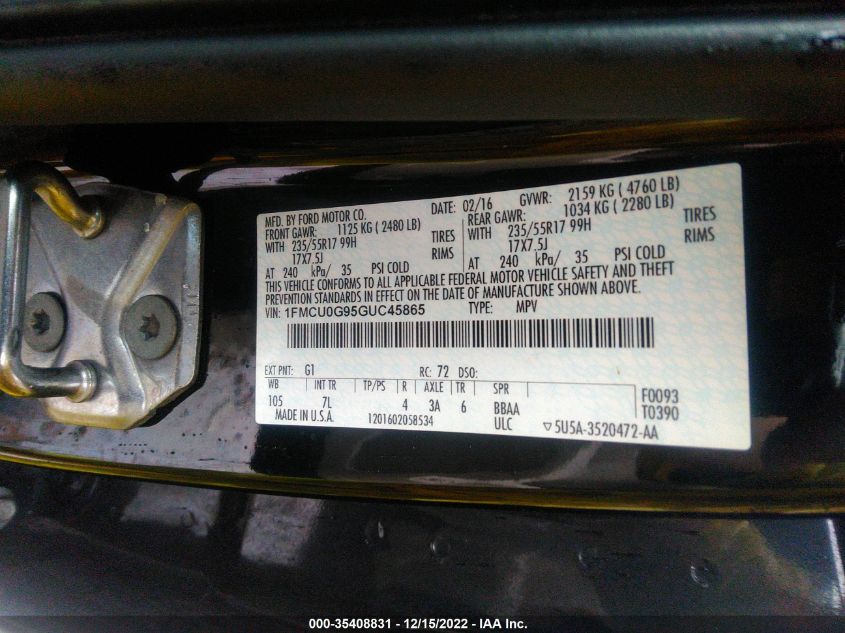 MFD. BY FORD MOTOR CO. DATE: 02/16 GVWR: 2159 KG ( 4760 LB)
FRONT GAWR: 1125 KG ( 2480 LB) REAR GAWR: 1034 KG ( 2280 LB)
WITH 235/55R17 99H TIRES WITH 235/55R17 99H TIRES
17X7.5J RIMS 17X7.5J RIMS
AT 240 kPa/ 35 PSI COLD AT 240 kPa/ 35 PSI COLD
THIS VEHICLE CONFORMS TO ALL APPLICABLE FEDERAL MOTOR VEHICLE SAFETY AND THEFT
PREVENTION STANDARDS IN EFFECT ON THE DATE OF MANUFACTURE SHOWN ABOVE.
VIN: 1FMCU0G95GUC45865 TYPE: MPV
EXT PNT: G1 RC: 72 DSO:
WB INT TR TP/PS R AXLE TR SPR F0093
105 7L 4 3A 6 BBAA T0390
MADE IN U.S.A. 1201602058534 ULC ▽5U5A-3520472-AA
000-35408831 - 12/15/2022 - IAA Inc.